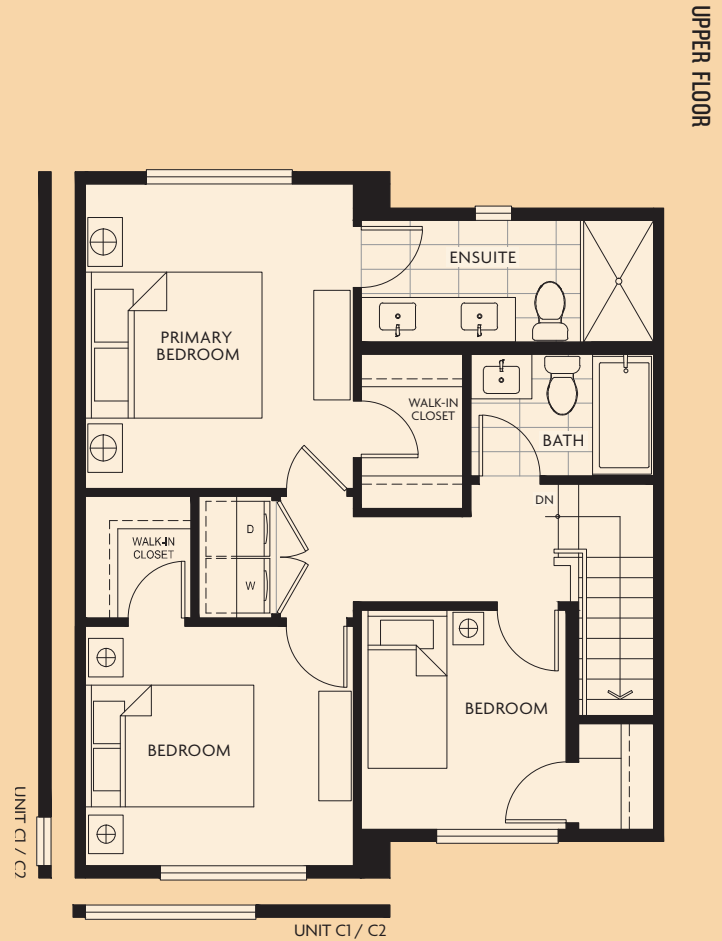 UPPER FLOOR
ENSUITE
PRIMARY
BEDROOM
WALK-IN
CLOSET
BATH
DN
D
WALK-IN
CLOSET
W
BEDROOM
BEDROOM
UNIT C1 / C2
UNIT C1 / C2